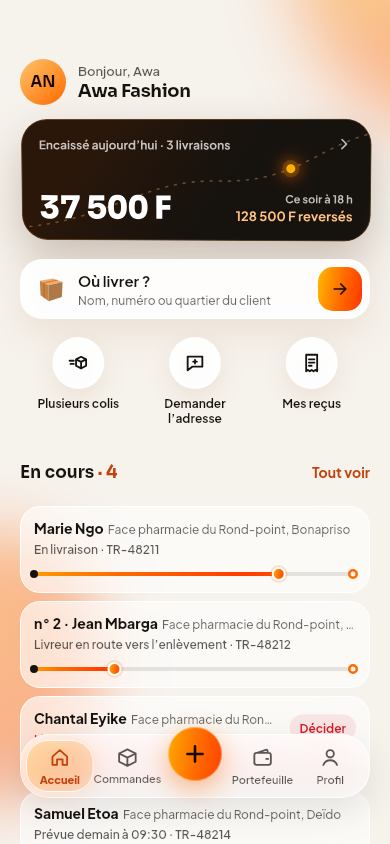 AN
Bonjour, Awa
Awa Fashion
Encaissé aujourd’hui · 3 livraisons
37 500 F
Ce soir à 18 h
128 500 F reversés
Où livrer ?
Nom, numéro ou quartier du client
Plusieurs colis
Demander
l’adresse
Mes reçus
En cours · 4
Tout voir
Marie Ngo Face pharmacie du Rond-point, Bonapriso
En livraison · TR-48211
n° 2 · Jean Mbarga Face pharmacie du Rond-point, …
Livreur en route vers l’enlèvement · TR-48212
Chantal Eyike Face pharmacie du Ron…
Décider
Accueil
Commandes
Portefeuille
Profil
Samuel Etoa Face pharmacie du Rond-point, Deïdo
Prévue demain à 09:30 · TR-48214